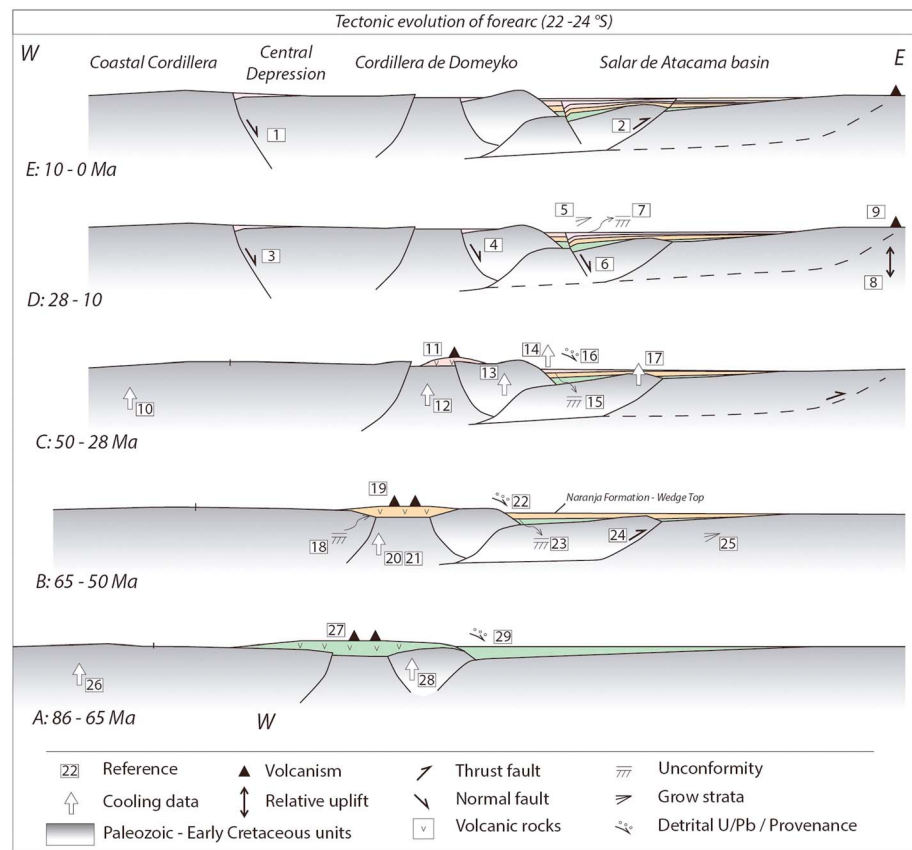 Tectonic evolution of forearc (22 -24 °S)
W
E
Coastal Cordillera
Central
Depression
Cordillera de Domeyko
Salar de Atacama basin
1
2
E: 10 - 0 Ma
5
7
9
3
4
6
8
D: 28 - 10
11
14
16
17
10
12
13
15
C: 50 - 28 Ma
19
22
Naranja Formation - Wedge Top
18
20 21
23
24
25
B: 65 - 50 Ma
27
29
26
28
A: 86 - 65 Ma
W
22 Reference
Volcanism
Thrust fault
Unconformity
Cooling data
Relative uplift
Normal fault
Grow strata
Paleozoic - Early Cretaceous units
v Volcanic rocks
Detrital U/Pb / Provenance